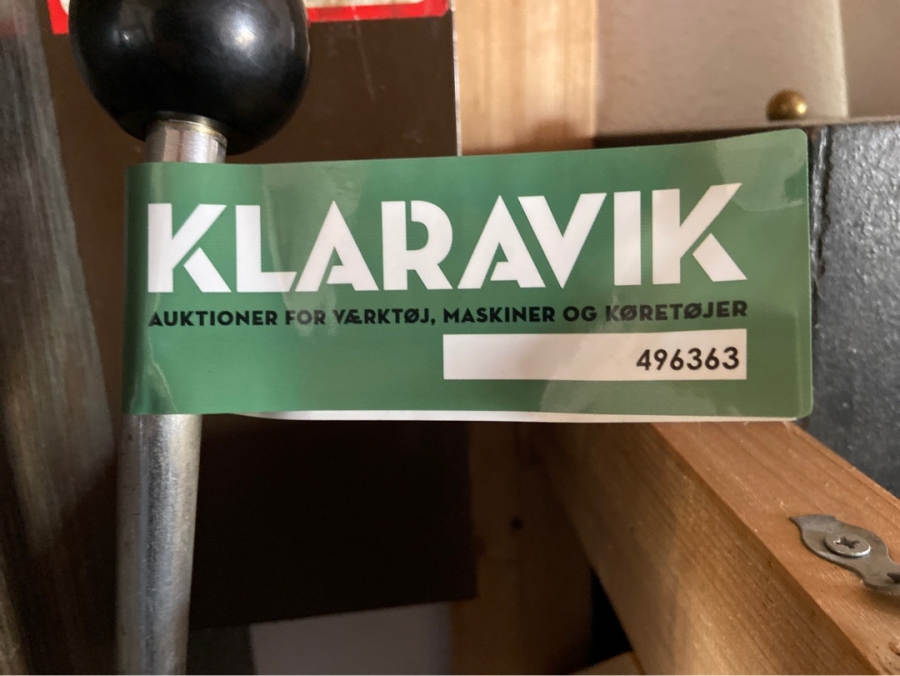 KLARAVIK
AUKTIONER FOR VÆRKTØJ, MASKINER OG KØRETØJER
496363